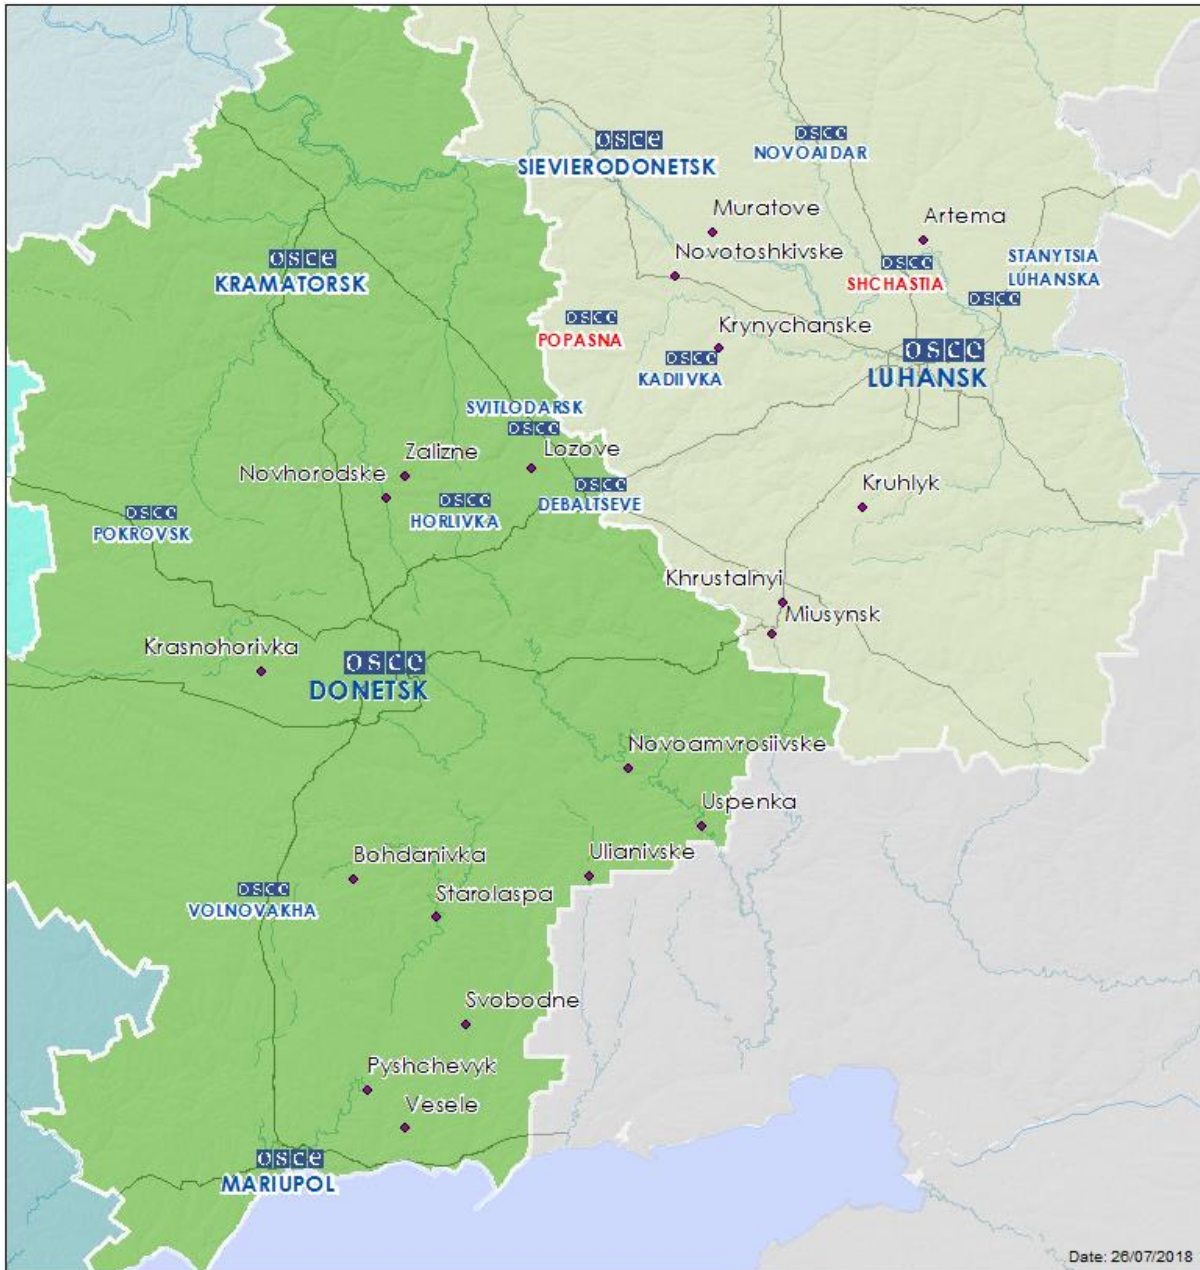 OSCE
NOVOAIDAR
OSCE
SIEVIERODONETSK
Muratove
Artema
Novotoshkivske
OSCE
KRAMATORSK
STANYTSIA
LUHANSKA
OSCE
SHCHASTIA
OSCE
OSCE
POPASNA
Krynychanske
OSCE
KADIIVKA
OSCE
LUHANSK
SVITLODARSK
OSCE
Lozove
Zalizne
Novhorodske
OSCE
HORLIVKA
OSCE
DEBALTSEVE
Kruhlyk
OSCE
POKROVSK
Khrustalnyi
Miusynsk
Krasnohorivka
OSCE
DONETSK
Novoamvrosiivske
Uspenka
Ulianivske
Bohdanivka
OSCE
VOLNOVAKHA
Starolaspa
Svobodne
Pyshchevyk
Vesele
OSCE
MARIUPOL
Date: 26/07/2018